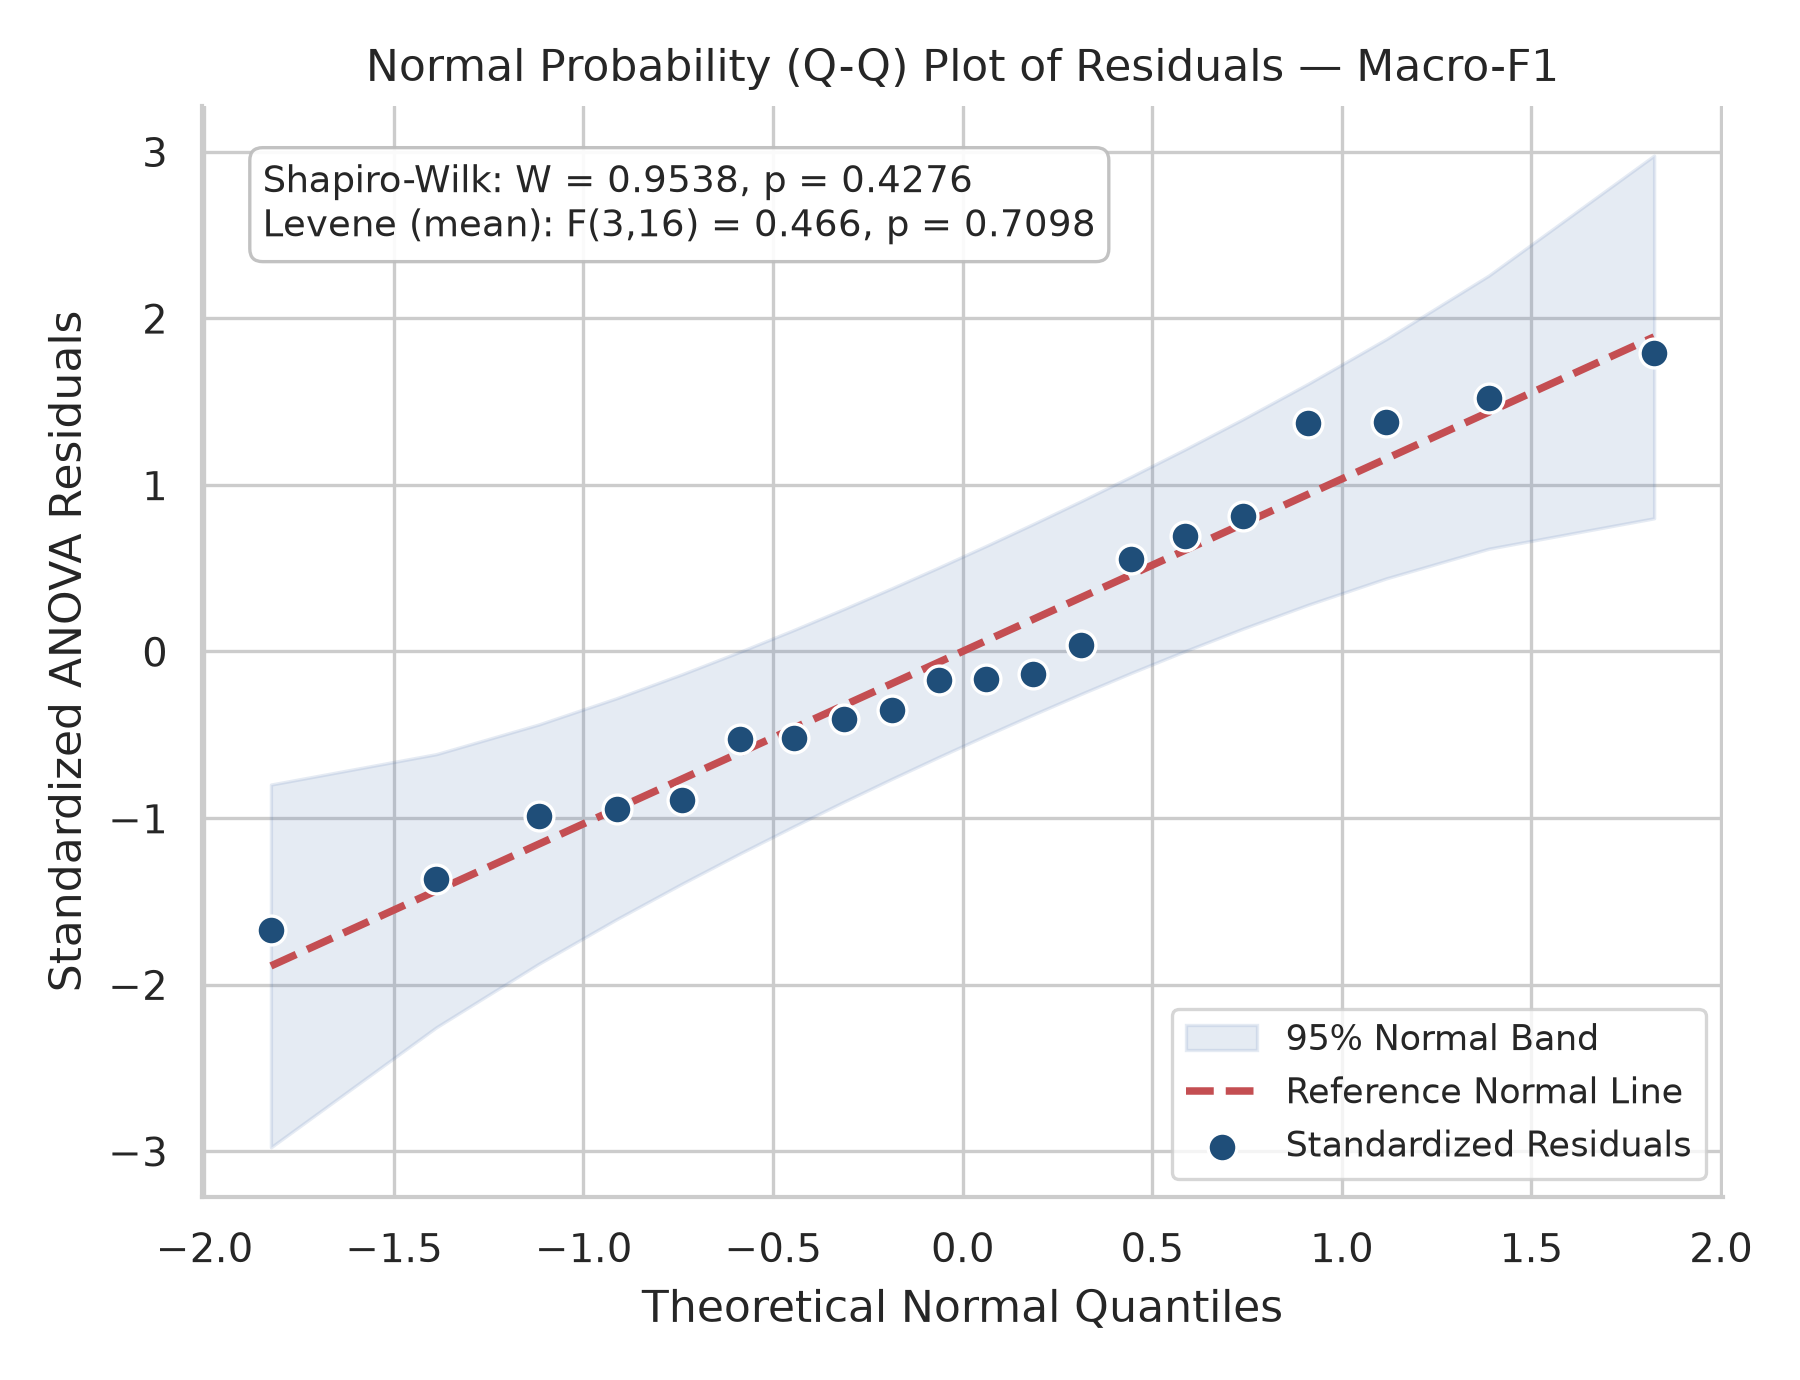 Normal Probability (Q-Q) Plot of Residuals — Macro-F1
Shapiro-Wilk: W = 0.9538, p = 0.4276
Levene (mean): F(3,16) = 0.466, p = 0.7098
Standardized ANOVA Residuals
3
2
1
0
−1
−2
−3
95% Normal Band
Reference Normal Line
Standardized Residuals
−2.0 −1.5 −1.0 −0.5 0.0 0.5 1.0 1.5 2.0
Theoretical Normal Quantiles